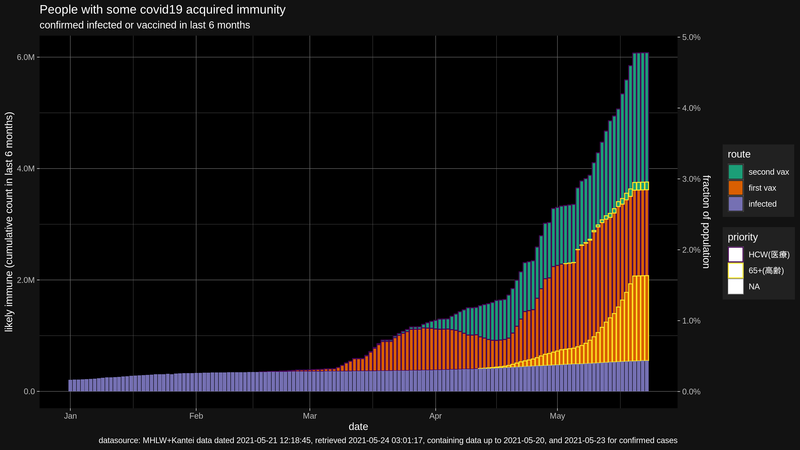 People with some covid19 acquired immunity
confirmed infected or vaccined in last 6 months
likely immune (cumulative count in last 6 months)
6.0M
4.0M
2.0M
0.0
5.0%
4.0%
3.0%
2.0%
1.0%
0.0%
fraction of population
Jan Feb Mar Apr May
date
route
second vax
first vax
infected
priority
HCW(医療)
65+(高齢)
NA
datasource: MHLW+Kantei data dated 2021-05-21 12:18:45, retrieved 2021-05-24 03:01:17, containing data up to 2021-05-20, and 2021-05-23 for confirmed cases